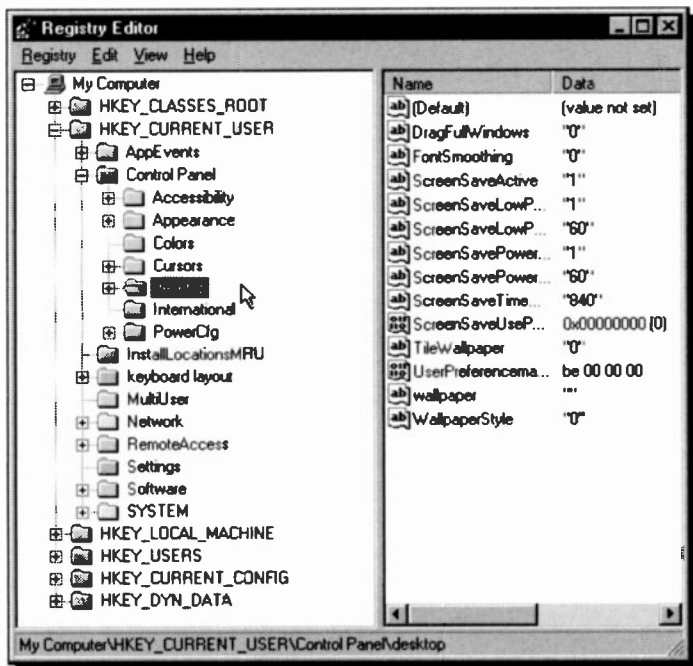 Registry Editor
Registry Edit View Help
My Computer
HKEY_CLASSES_ROOT
HKEY_CURRENT_USER
AppEvents
Control Panel
Accessibility
Appearance
Colors
Cursors
International
PowerCfg
InstallLocationsMRU
keyboard layout
MultiUser
Network
RemoteAccess
Settings
Software
SYSTEM
HKEY_LOCAL_MACHINE
HKEY_USERS
HKEY_CURRENT_CONFIG
HKEY_DYN_DATA
Name Data
(Default) (value not set)
DragFullWindows "0"
FontSmoothing "0"
ScreenSaveActive "1"
ScreenSaveLowP... "1"
ScreenSaveLowP... "60"
ScreenSavePower... "1"
ScreenSavePower... "60"
ScreenSaveTime... "840"
ScreenSaveUseP... 0x00000000 (0)
TileWallpaper "0"
UserPreferencema... be 00 00 00
wallpaper ""
WallpaperStyle "0"
My Computer\HKEY_CURRENT_USER\Control Panel\desktop